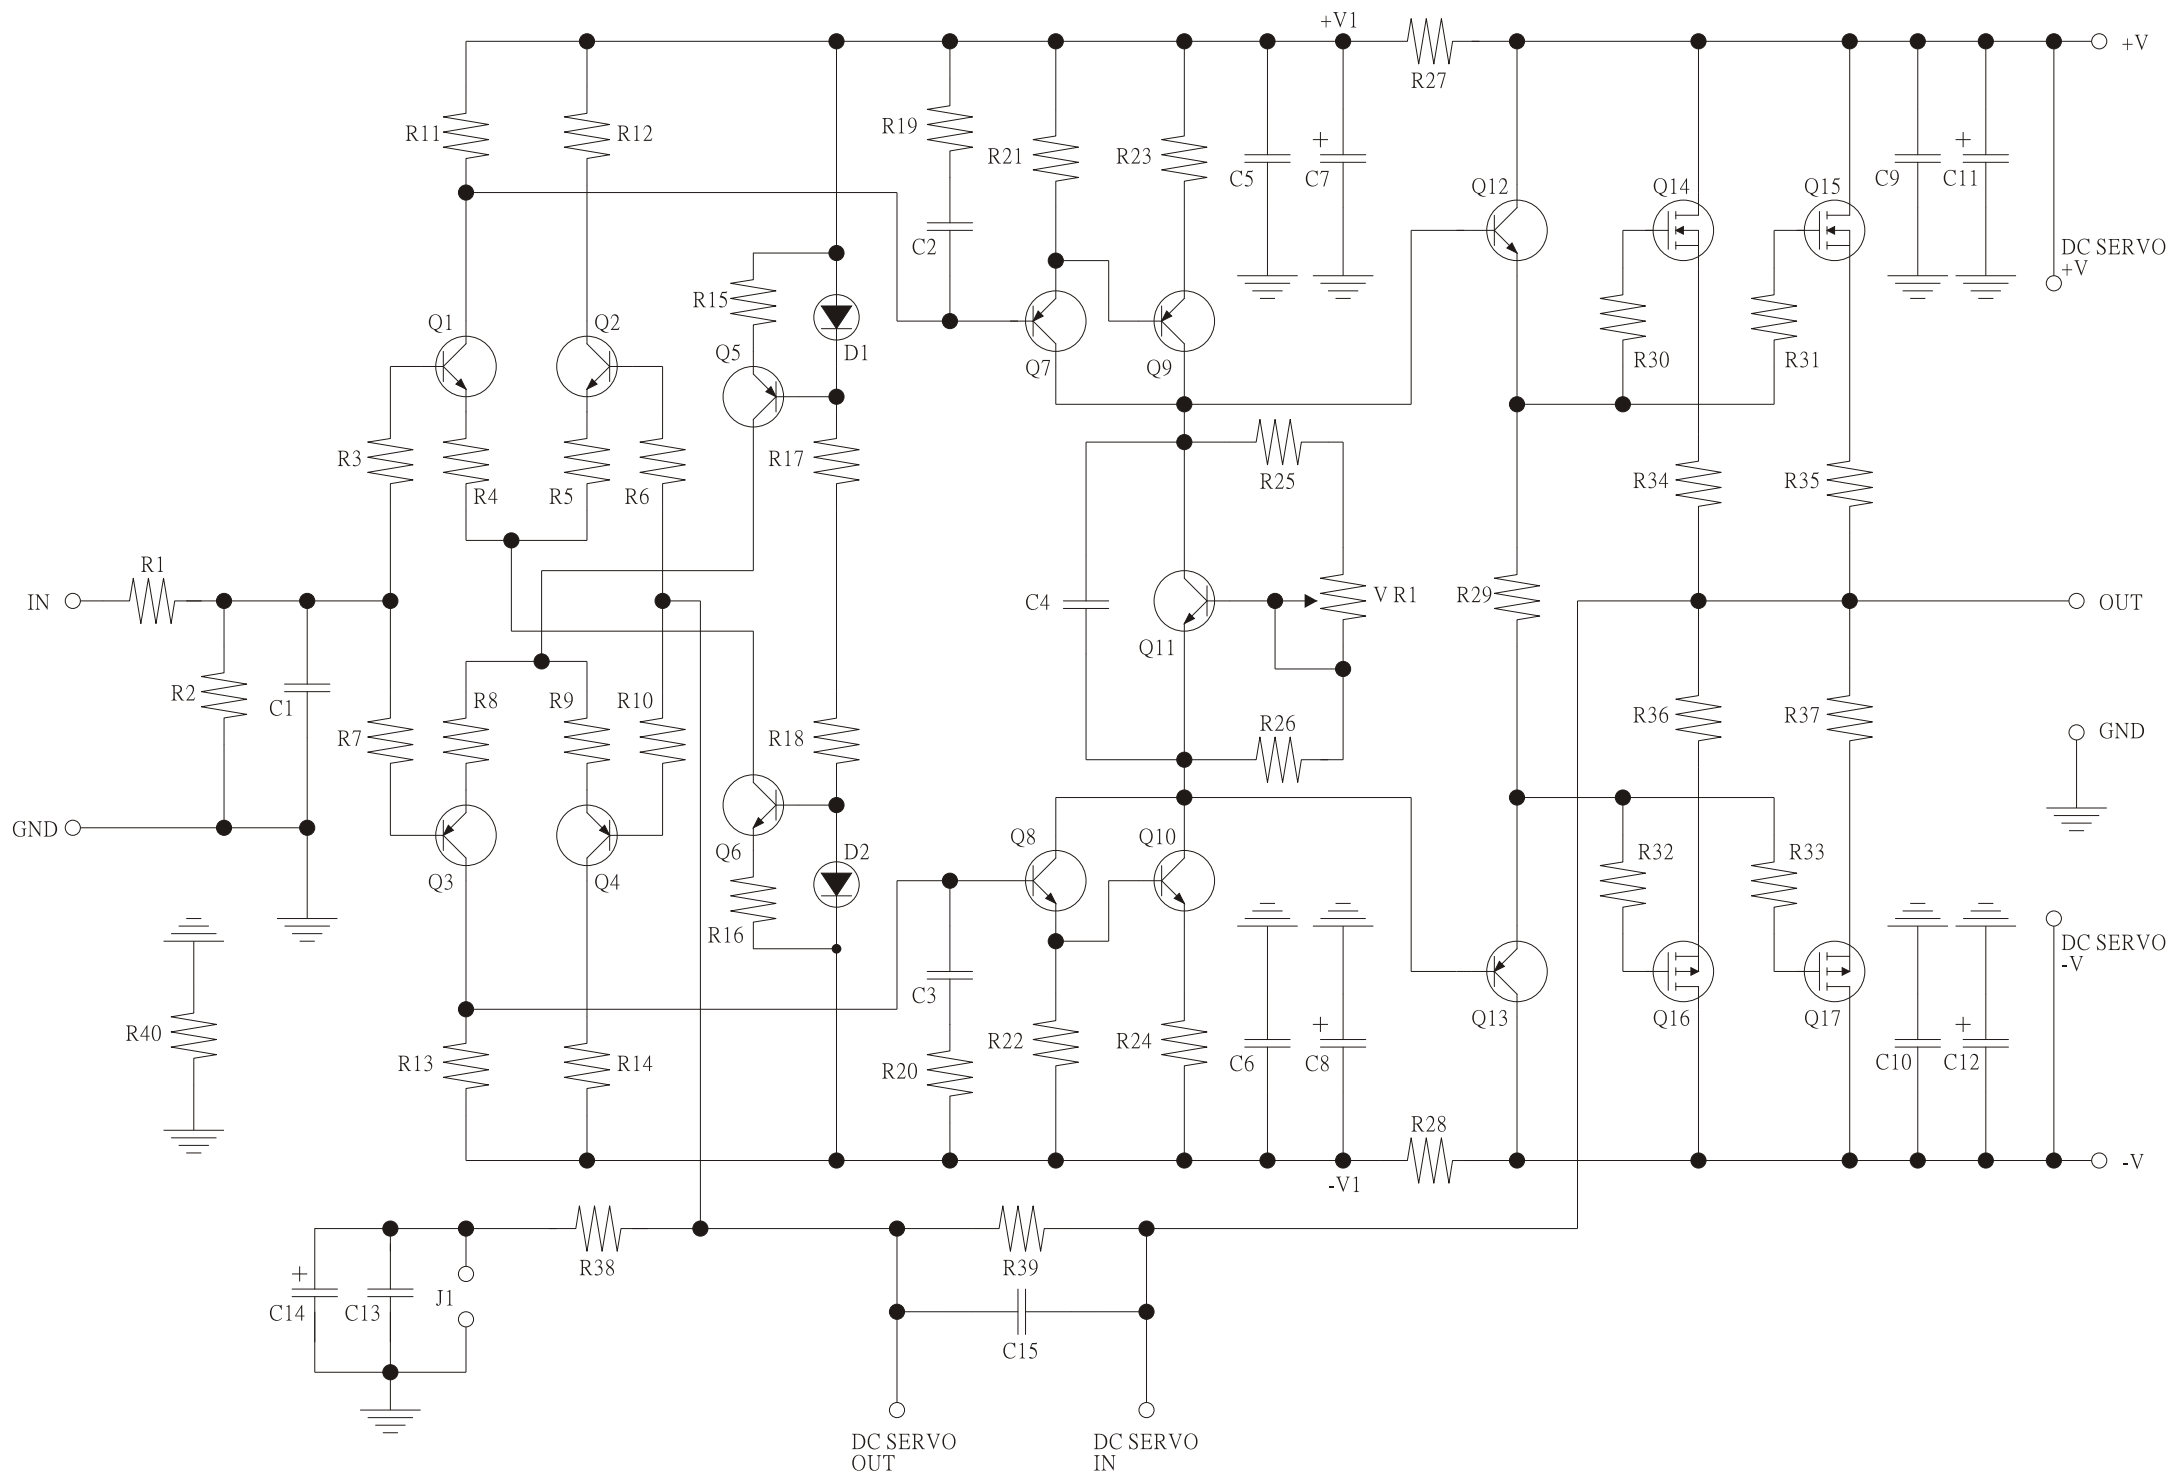 +V1
+V
R27
R11
R12
R19
R21
R23
C5
+
C7
Q12
Q14
Q15
C9
+
C11
C2
DC SERVO
+V
R15
D1
Q1
Q2
Q5
Q7
Q9
R30
R31
R3
R4
R5
R6
R17
R25
R34
R35
R1
IN
C4
V R1
R29
OUT
Q11
R2
C1
R7
R8
R9
R10
R18
R26
R36
R37
GND
GND
Q3
Q4
Q6
D2
Q8
Q10
R32
R33
R16
DC SERVO
-V
R40
C3
R13
R14
R20
R22
R24
C6
+
C8
Q13
Q16
Q17
C10
+
C12
R28
-V1
-V
+
C14
C13
J1
R38
R39
C15
DC SERVO
OUT
DC SERVO
IN